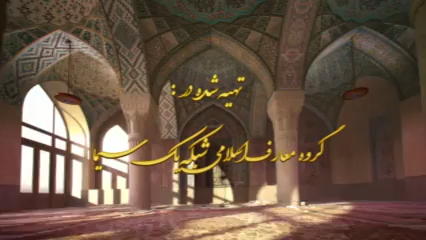 تهیه شده در :
گروه معارف اسلامی شبکه یک سیما